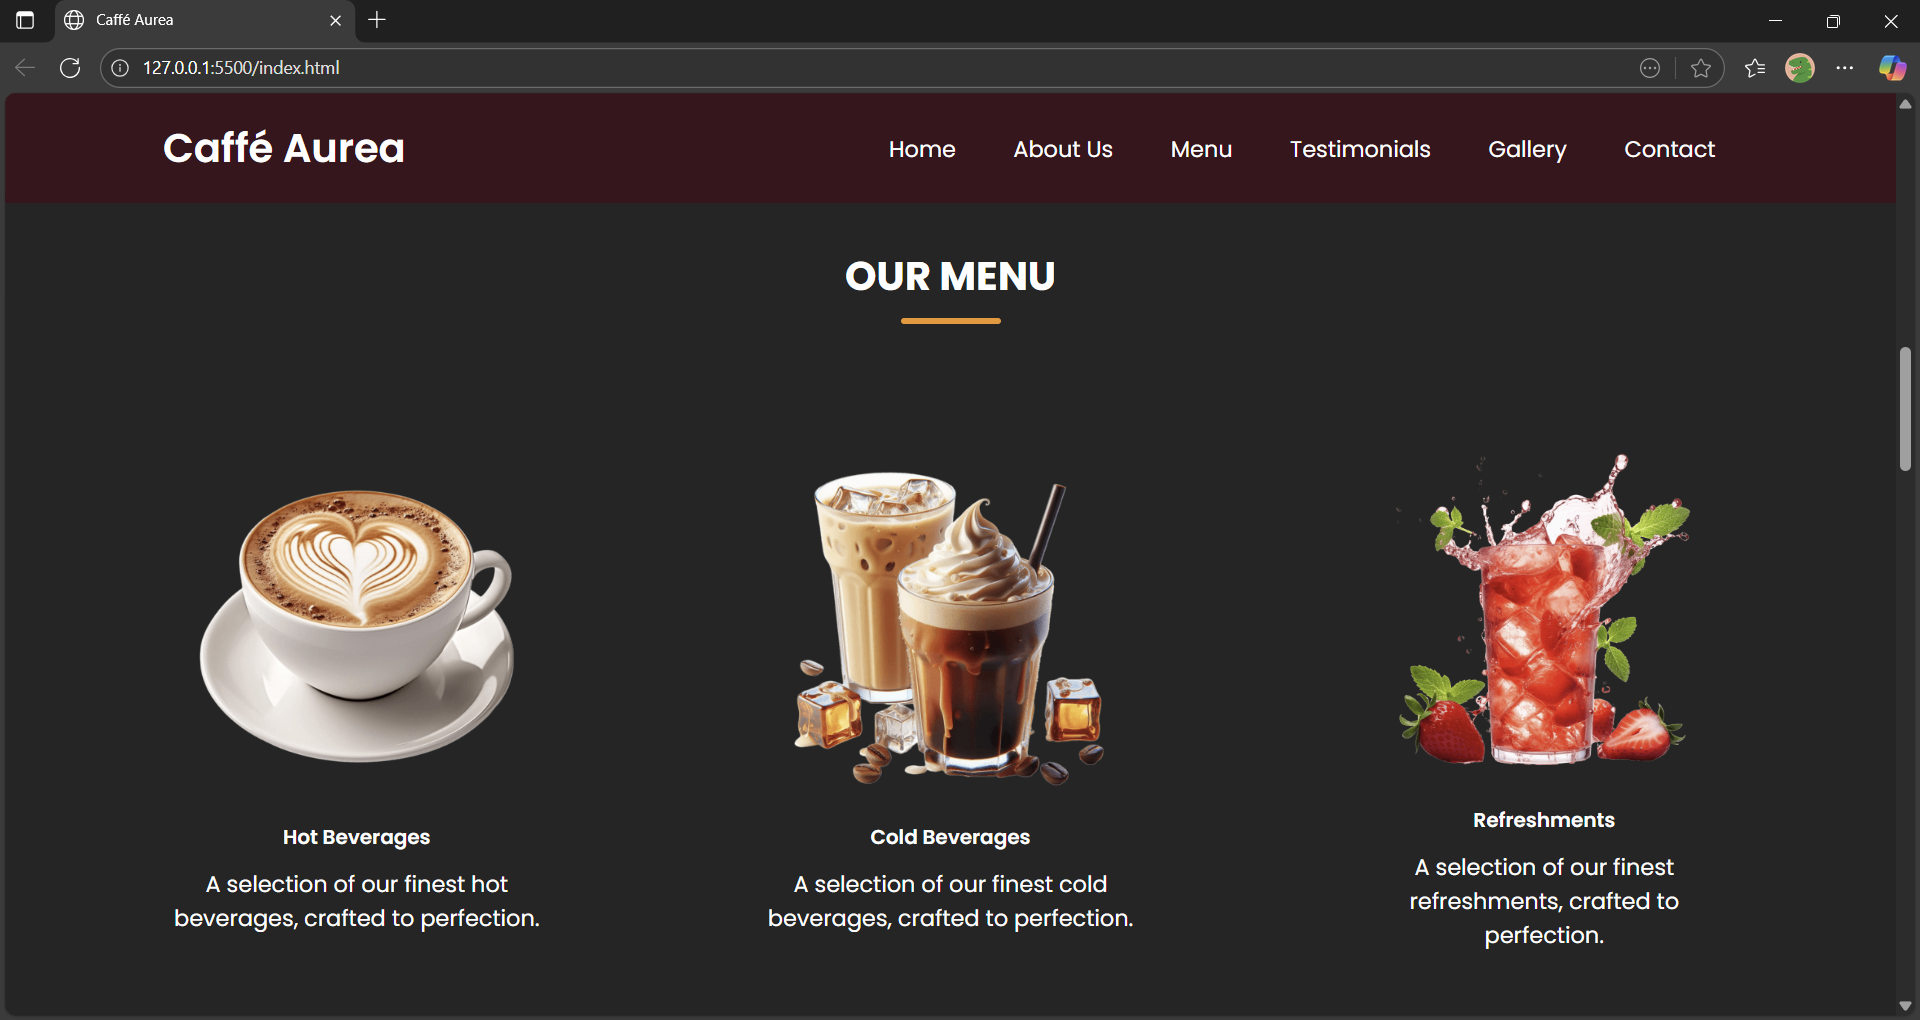 Caffé Aurea
127.0.0.1:5500/index.html
Caffé Aurea
Home About Us Menu Testimonials Gallery Contact
OUR MENU
Hot Beverages
A selection of our finest hot
beverages, crafted to perfection.
Cold Beverages
A selection of our finest cold
beverages, crafted to perfection.
Refreshments
A selection of our finest
refreshments, crafted to
perfection.